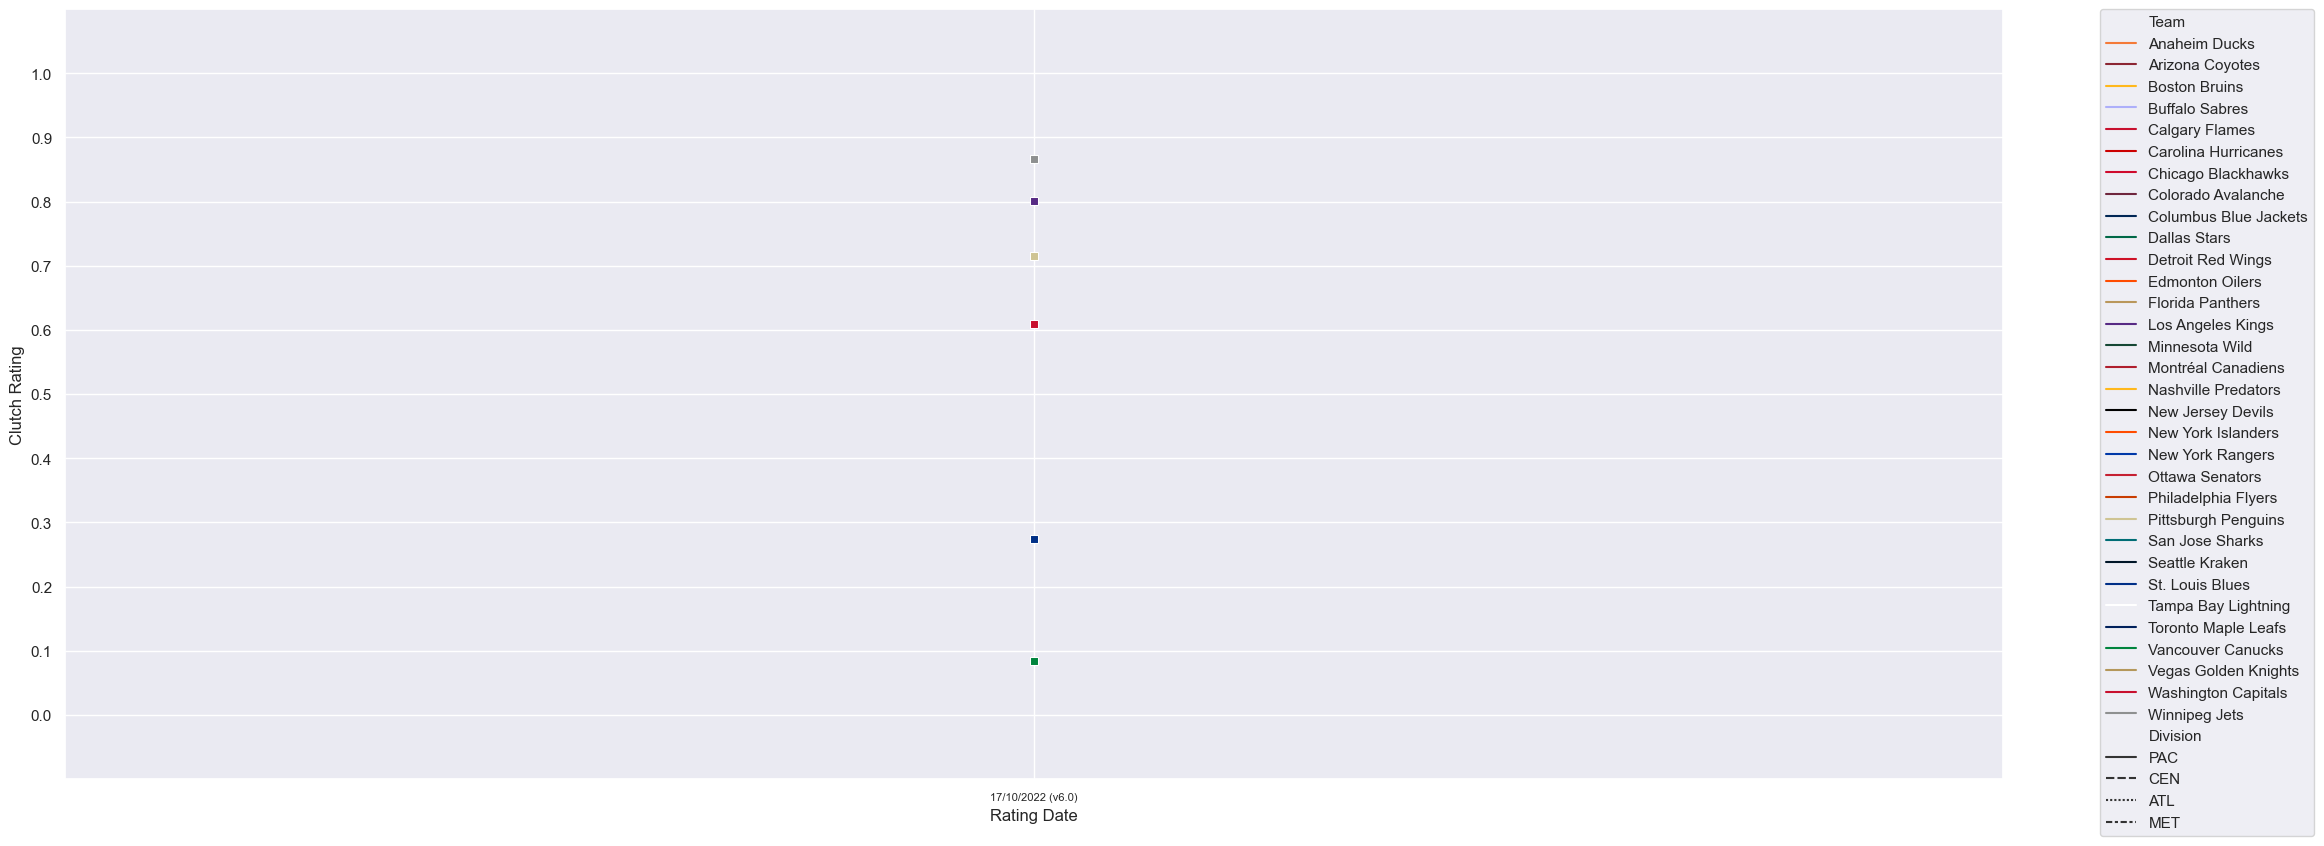 1.0
0.9
0.8
0.7
0.6
0.5
0.4
0.3
0.2
0.1
0.0
Clutch Rating
17/10/2022 (v6.0)
Rating Date
Team
Anaheim Ducks
Arizona Coyotes
Boston Bruins
Buffalo Sabres
Calgary Flames
Carolina Hurricanes
Chicago Blackhawks
Colorado Avalanche
Columbus Blue Jackets
Dallas Stars
Detroit Red Wings
Edmonton Oilers
Florida Panthers
Los Angeles Kings
Minnesota Wild
Montréal Canadiens
Nashville Predators
New Jersey Devils
New York Islanders
New York Rangers
Ottawa Senators
Philadelphia Flyers
Pittsburgh Penguins
San Jose Sharks
Seattle Kraken
St. Louis Blues
Tampa Bay Lightning
Toronto Maple Leafs
Vancouver Canucks
Vegas Golden Knights
Washington Capitals
Winnipeg Jets
Division
PAC
CEN
ATL
MET